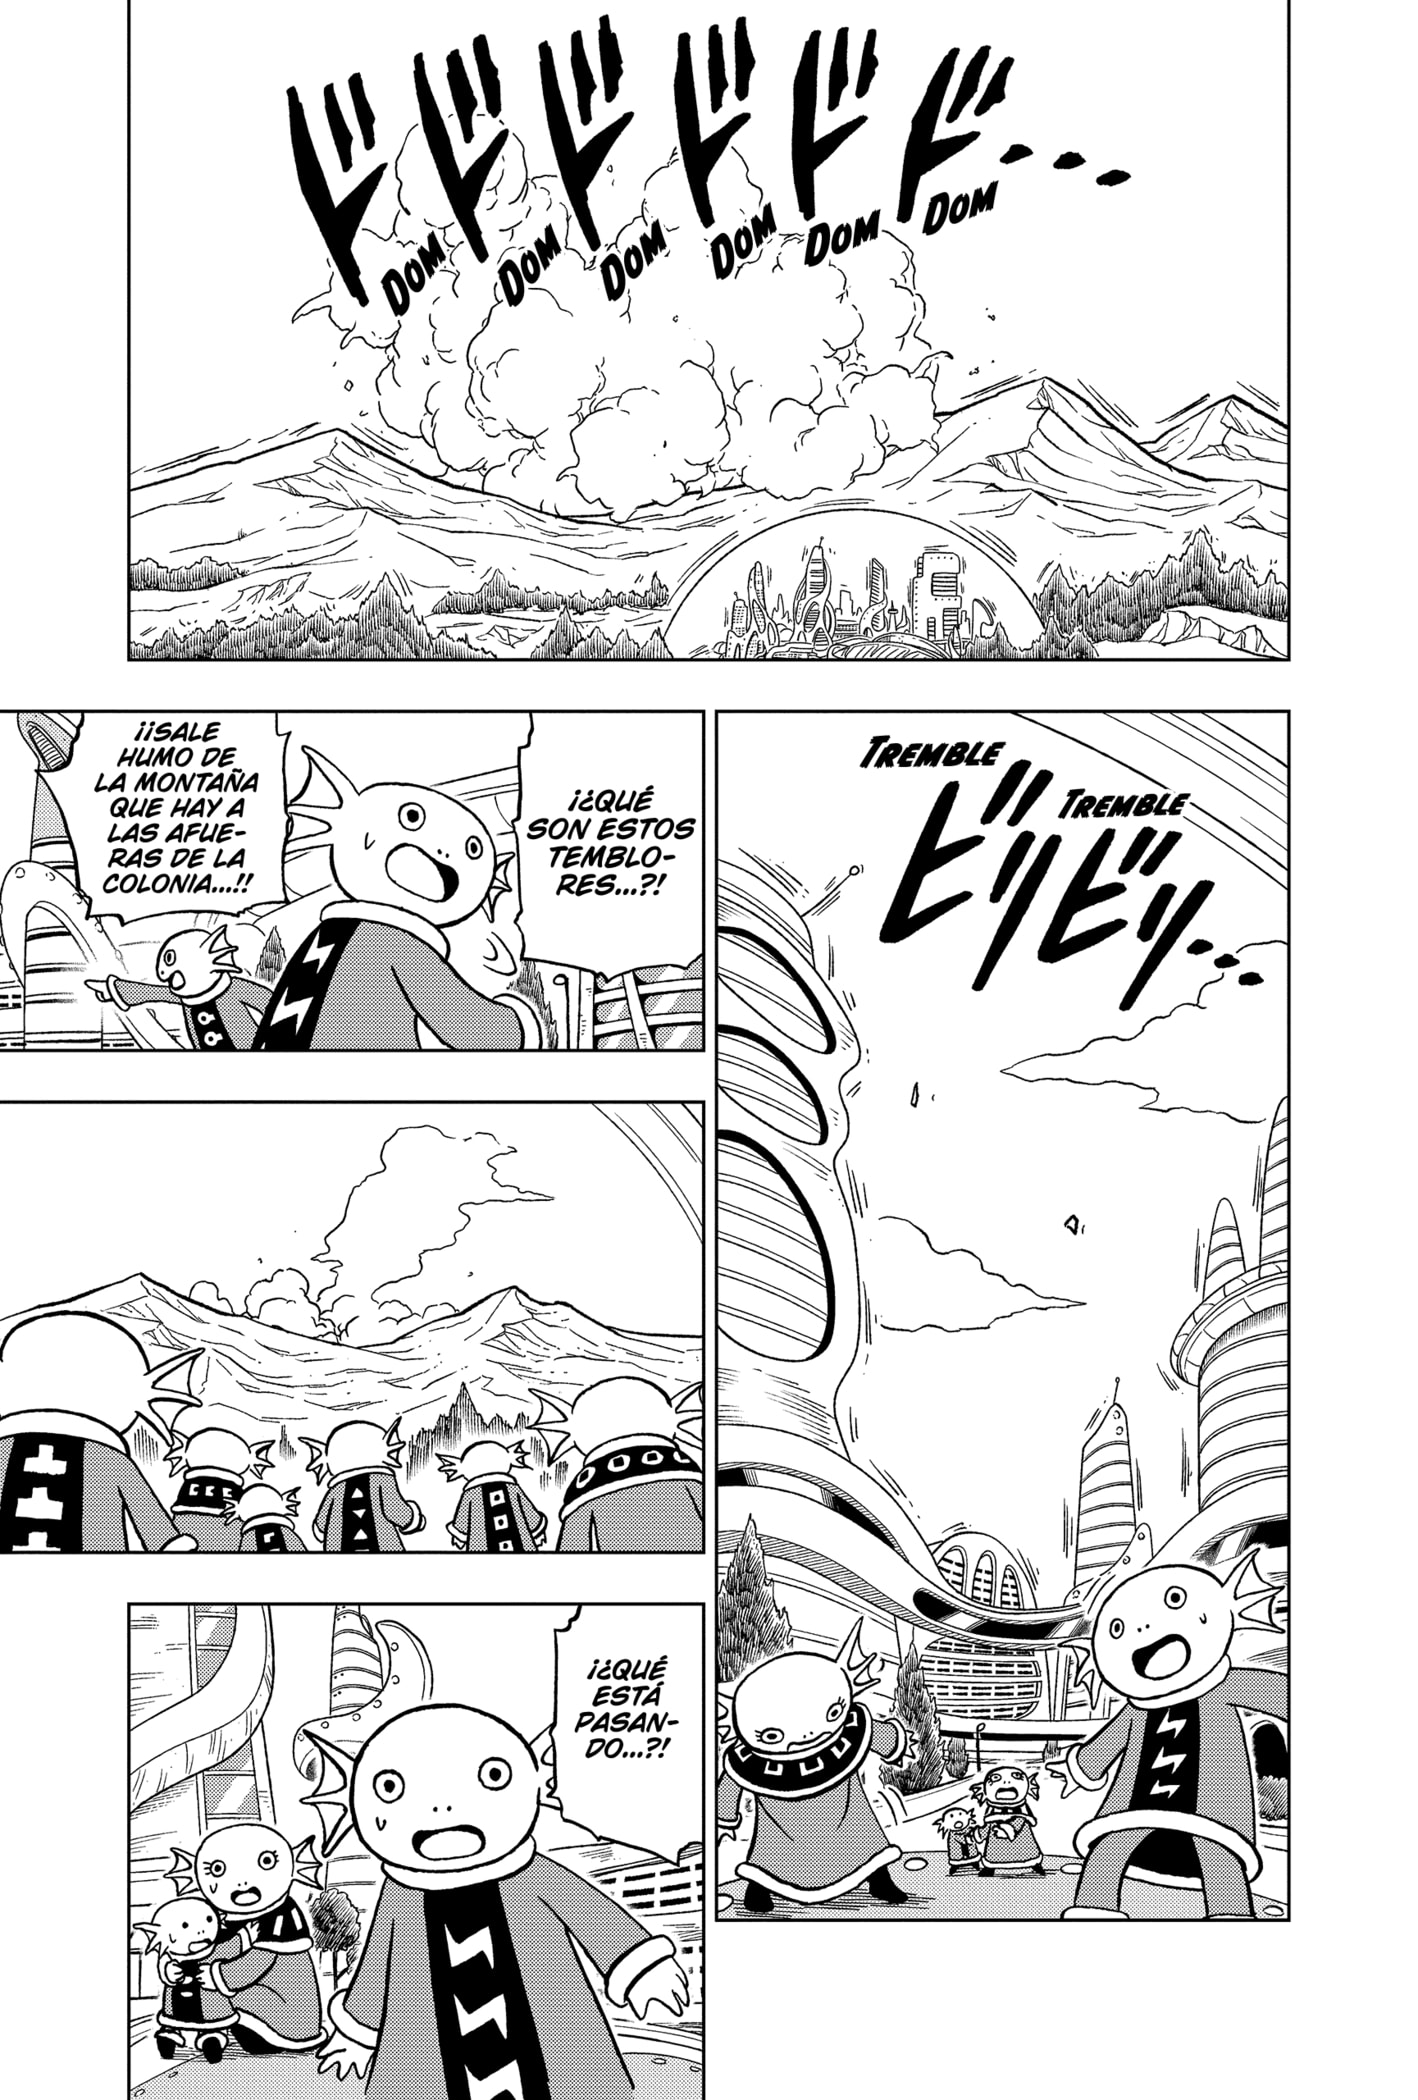 ドドドドドド...
DOM
DOM
DOM
DOM
DOM
DOM
TREMBLE
TREMBLE
ビリビリ...
¡¿QUÉ
SON ESTOS
TEMBLO-
RES...?!
¡¡SALE
HUMO DE
LA MONTAÑA
QUE HAY A
LAS AFUE-
RAS DE LA
COLONIA...!!
¡¿QUÉ
ESTÁ
PASAN-
DO...?!